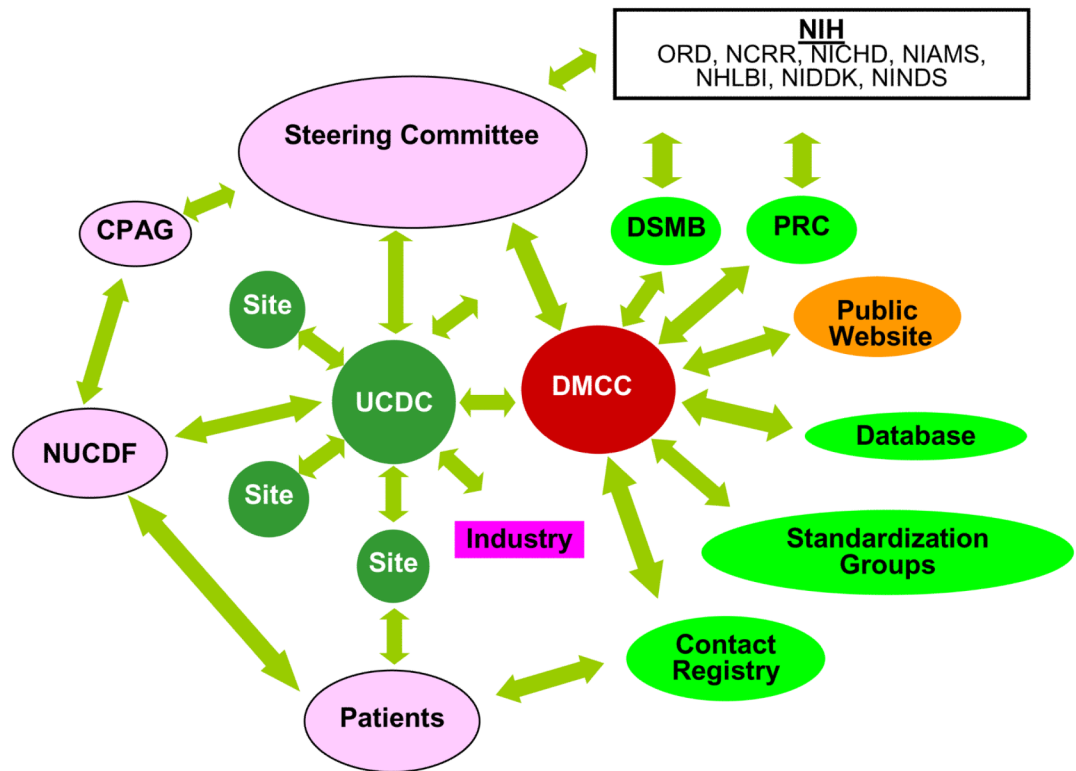 NIH
ORD, NCRR, NICHD, NIAMS,
NHLBI, NIDDK, NINDS
Steering Committee
CPAG
DSMB
PRC
Site
Public
Website
UCDC
DMCC
NUCDF
Database
Site
Industry
Standardization
Groups
Site
Contact
Registry
Patients